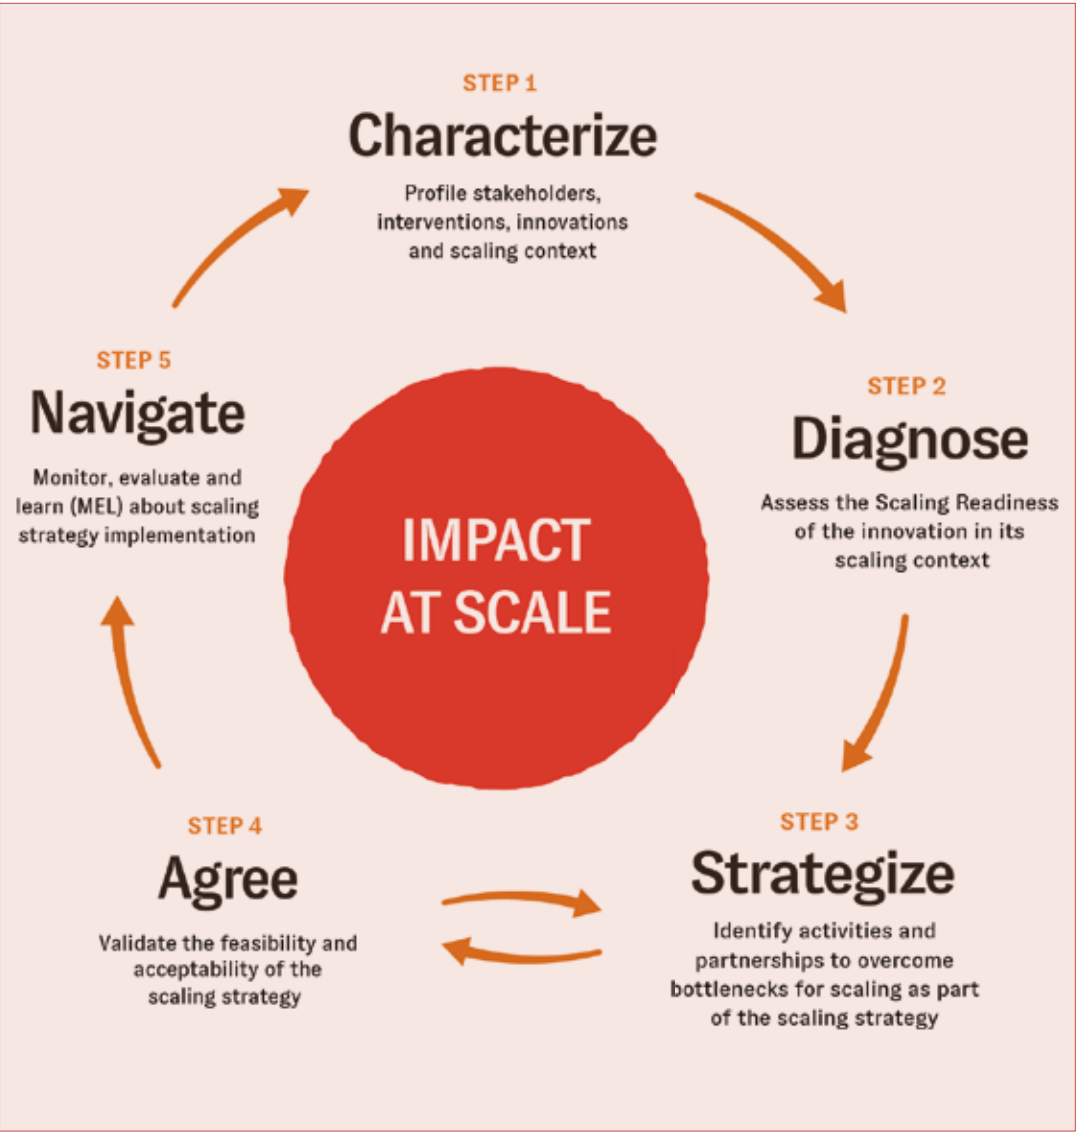 STEP 1
Characterize
Profile stakeholders,
interventions, innovations
and scaling context
STEP 2
Diagnose
Assess the Scaling Readiness
of the innovation in its
scaling context
STEP 3
Strategize
Identify activities and
partnerships to overcome
bottlenecks for scaling as part
of the scaling strategy
STEP 4
Agree
Validate the feasibility and
acceptability of the
scaling strategy
STEP 5
Navigate
Monitor, evaluate and
learn (MEL) about scaling
strategy implementation
IMPACT
AT SCALE